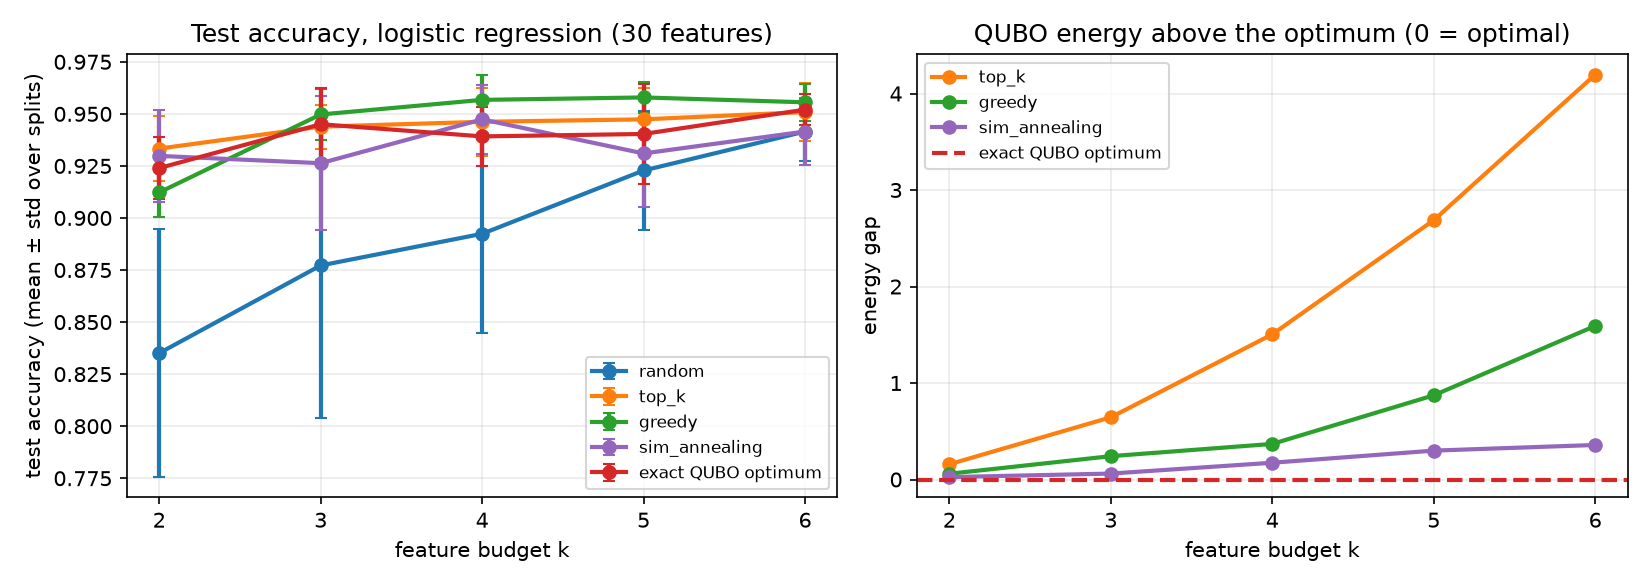 Test accuracy, logistic regression (30 features)
test accuracy (mean ± std over splits)
0.975
0.950
0.925
0.900
0.875
0.850
0.825
0.800
0.775
random
top_k
greedy
sim_annealing
exact QUBO optimum
2
3
4
5
6
feature budget k
QUBO energy above the optimum (0 = optimal)
energy gap
4
3
2
1
0
top_k
greedy
sim_annealing
exact QUBO optimum
2
3
4
5
6
feature budget k